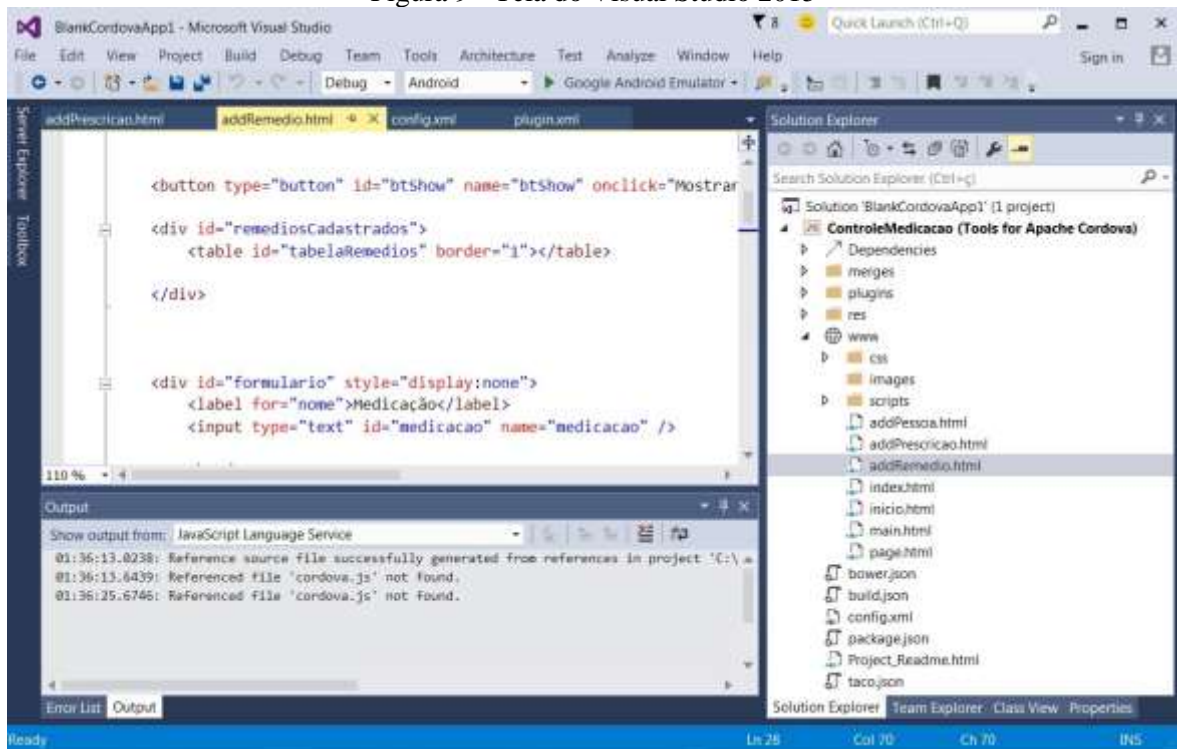 Figura 9 - Tela do Visual Studio 2015
BlankCordovaApp1 - Microsoft Visual Studio
8
Quick Launch (Ctrl+Q)
File Edit View Project Build Debug Team Tools Architecture Test Analyze Window Help
Sign in
Debug Android Google Android Emulator
Server Explorer
Toolbox
addPrescricao.html addRemedio.html config.xml plugin.xml
<button type="button" id="btShow" name="btShow" onclick="Mostrar
<div id="remediosCadastrados">
<table id="tabelaRemedios" border="1"></table>
</div>
<div id="formulario" style="display:none">
<label for="nome">Medicação</label>
<input type="text" id="medicacao" name="medicacao" />
110 %
Output
Show output from: JavaScript Language Service
01:36:13.0238: Reference source file successfully generated from references in project 'C:\
01:36:13.6439: Referenced file 'cordova.js' not found.
01:36:25.6746: Referenced file 'cordova.js' not found.
Error List Output
Solution Explorer
Search Solution Explorer (Ctrl+ç)
Solution 'BlankCordovaApp1' (1 project)
ControleMedicacao (Tools for Apache Cordova)
Dependencies
merges
plugins
res
www
css
images
scripts
addPessoa.html
addPrescricao.html
addRemedio.html
index.html
inicio.html
main.html
page.html
bower.json
build.json
config.xml
package.json
Project_Readme.html
taco.json
Solution Explorer Team Explorer Class View Properties
Ready Ln 28 Col 70 Ch 70 INS